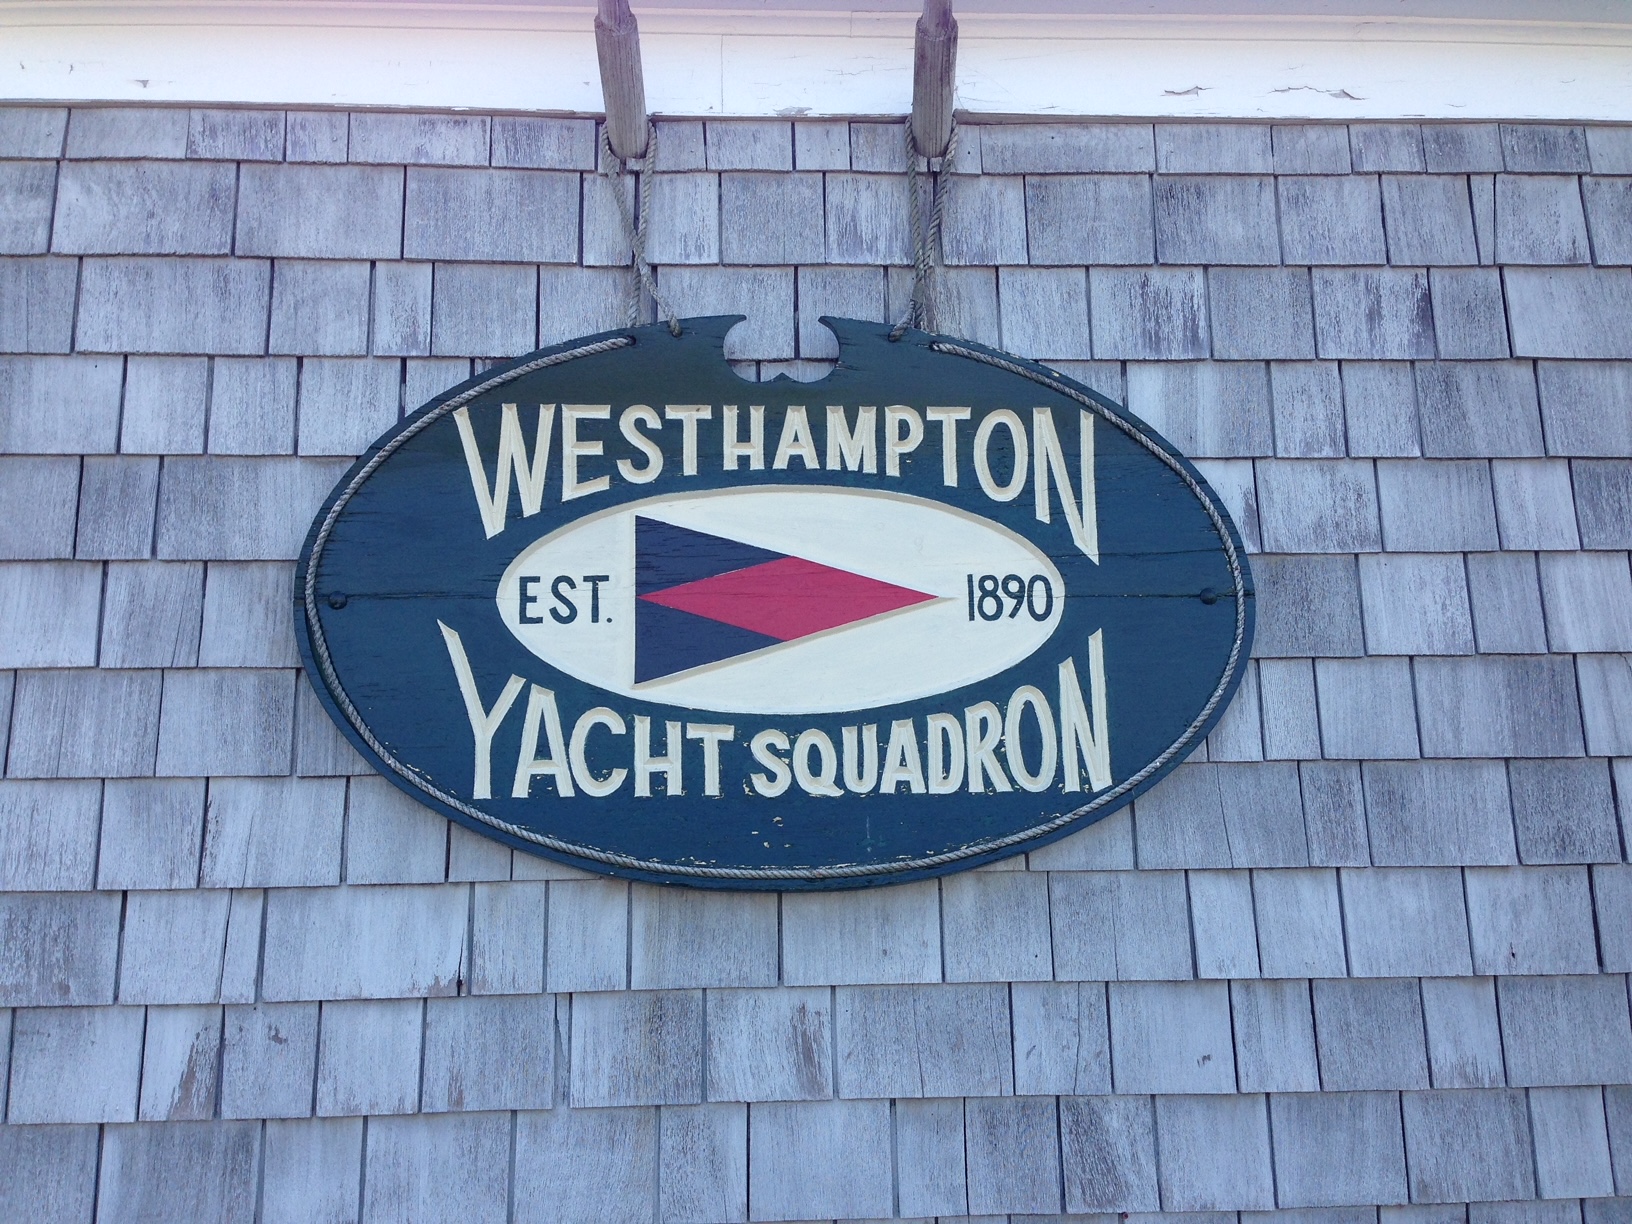 WESTHAMPTON
EST. 1890
YACHT SQUADRON